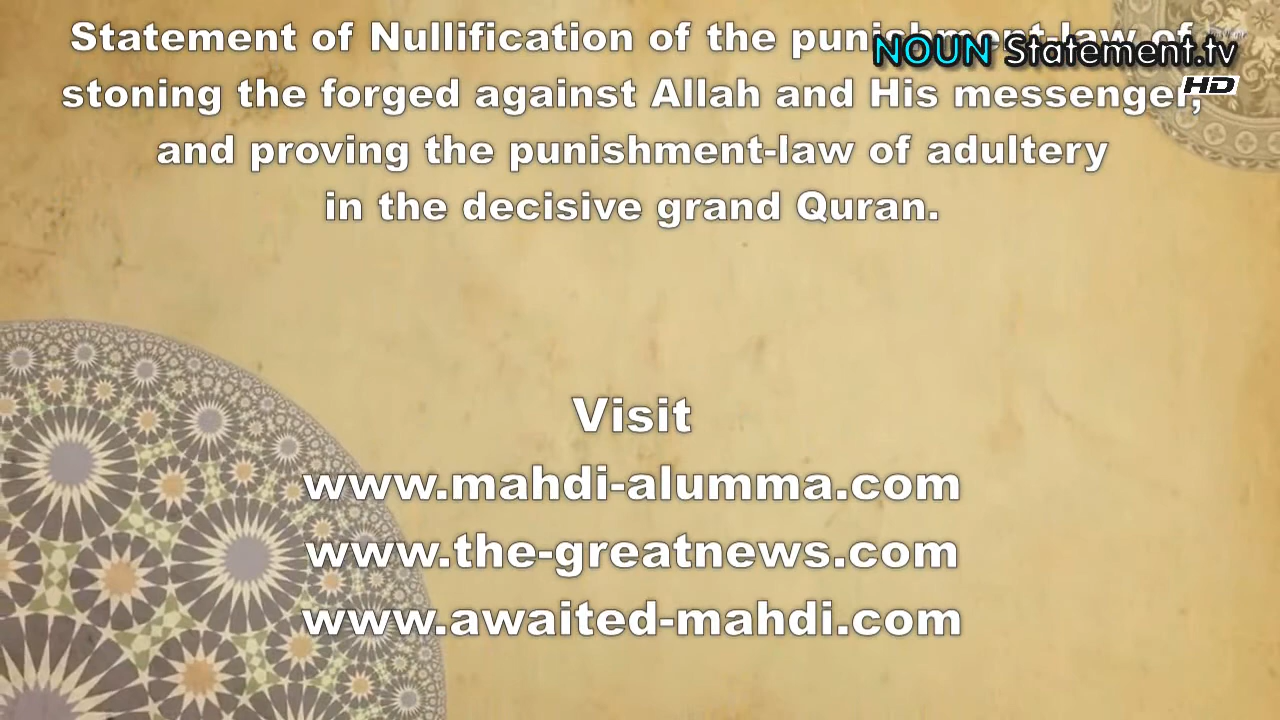 Statement of Nullification of the punishment-law of
NOUN Statement.tv
HD
stoning the forged against Allah and His messenger,
and proving the punishment-law of adultery
in the decisive grand Quran.
Visit
www.mahdi-alumma.com
www.the-greatnews.com
www.awaited-mahdi.com